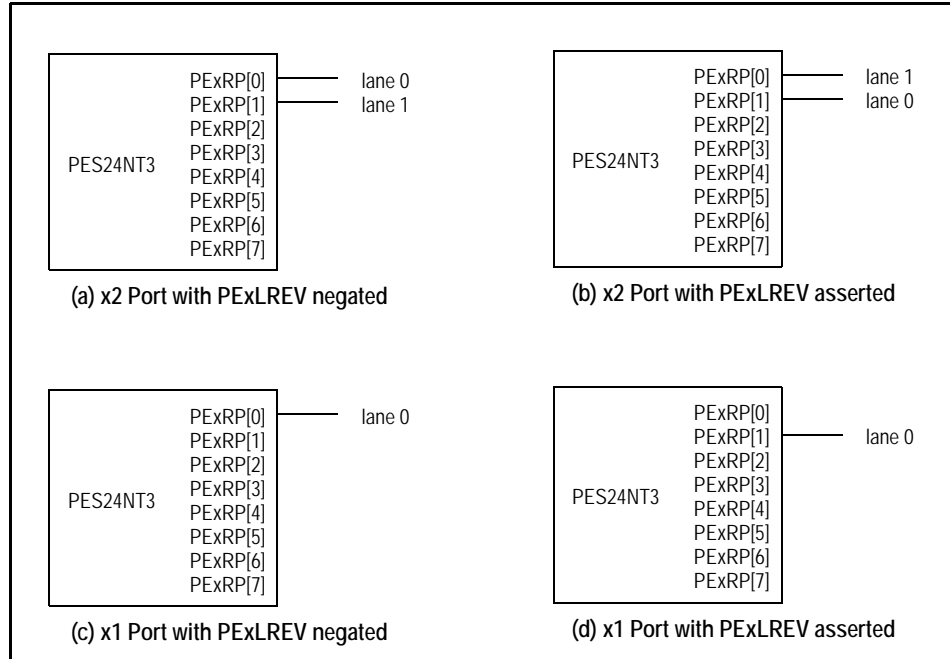 PES24NT3
PExRP[0]
PExRP[1]
PExRP[2]
PExRP[3]
PExRP[4]
PExRP[5]
PExRP[6]
PExRP[7]
lane 0
lane 1
(a) x2 Port with PExLREV negated
PES24NT3
PExRP[0]
PExRP[1]
PExRP[2]
PExRP[3]
PExRP[4]
PExRP[5]
PExRP[6]
PExRP[7]
lane 1
lane 0
(b) x2 Port with PExLREV asserted
PES24NT3
PExRP[0]
PExRP[1]
PExRP[2]
PExRP[3]
PExRP[4]
PExRP[5]
PExRP[6]
PExRP[7]
lane 0
(c) x1 Port with PExLREV negated
PES24NT3
PExRP[0]
PExRP[1]
PExRP[2]
PExRP[3]
PExRP[4]
PExRP[5]
PExRP[6]
PExRP[7]
lane 0
(d) x1 Port with PExLREV asserted